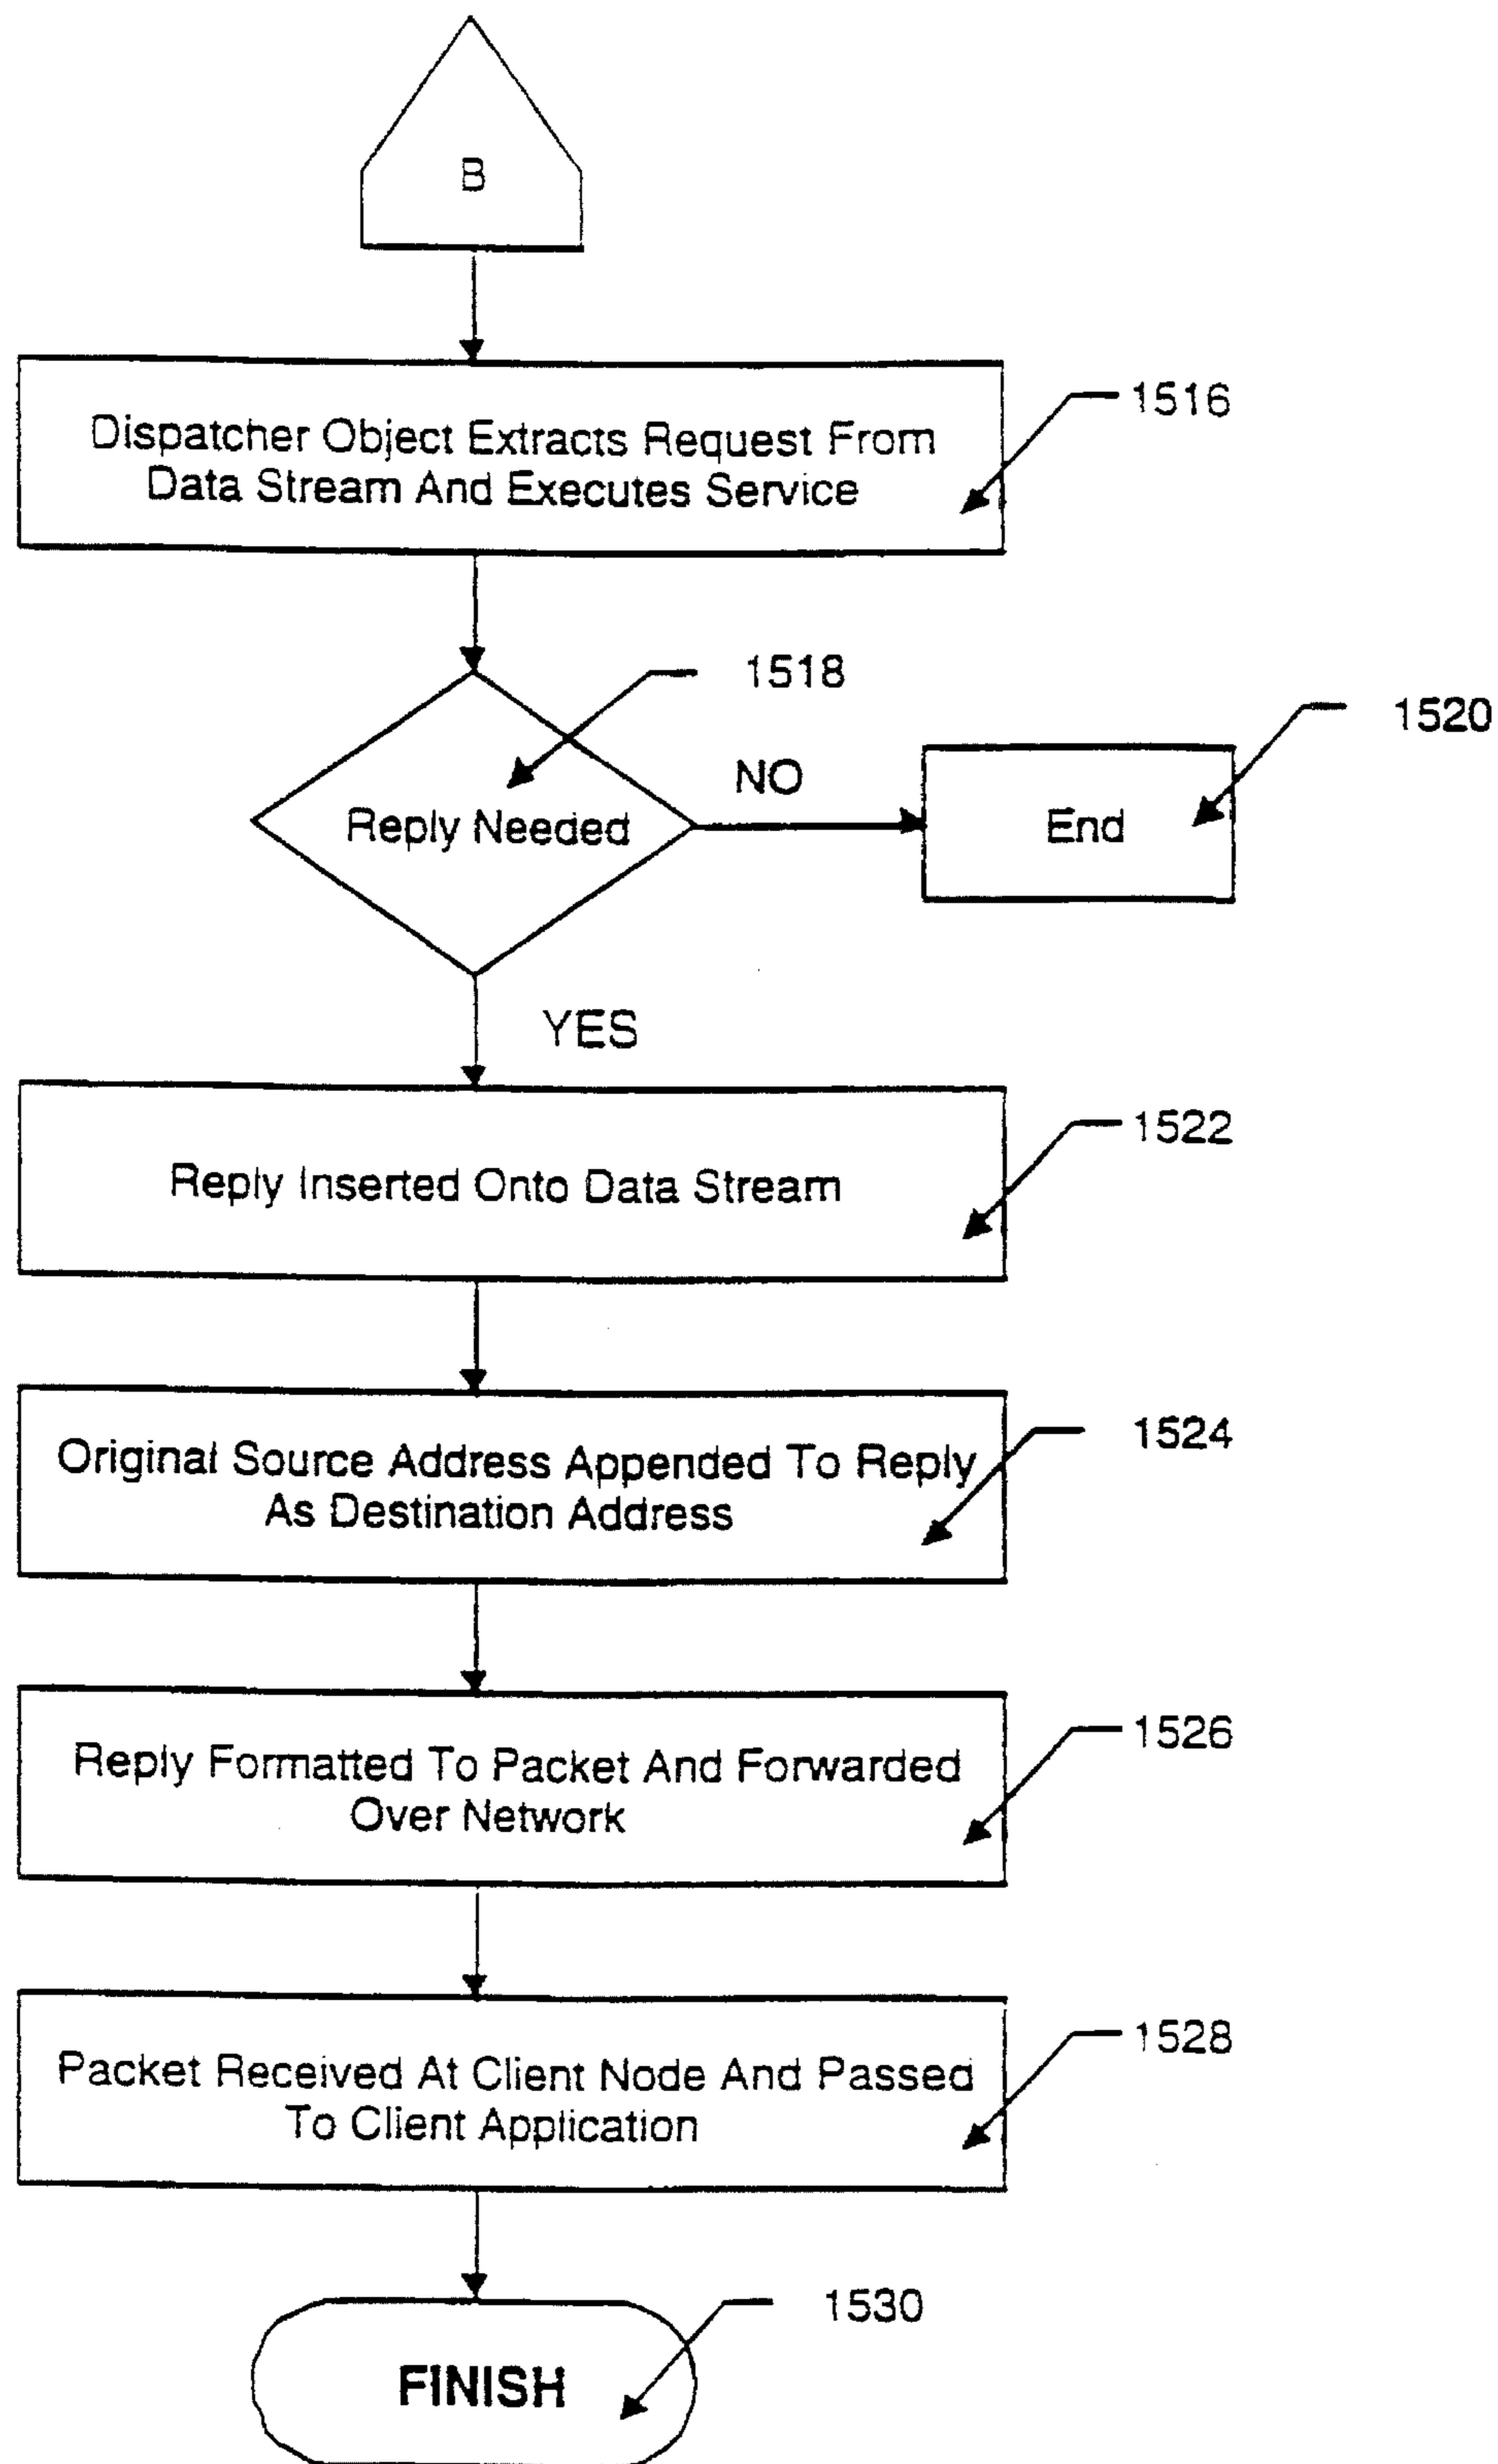 B
1516
Dispatcher Object Extracts Request From
Data Stream And Executes Service
1518
1520
NO
Reply Needed
End
YES
1522
Reply Inserted Onto Data Stream
1524
Original Source Address Appended To Reply
As Destination Address
1526
Reply Formatted To Packet And Forwarded
Over Network
1528
Packet Received At Client Node And Passed
To Client Application
1530
FINISH